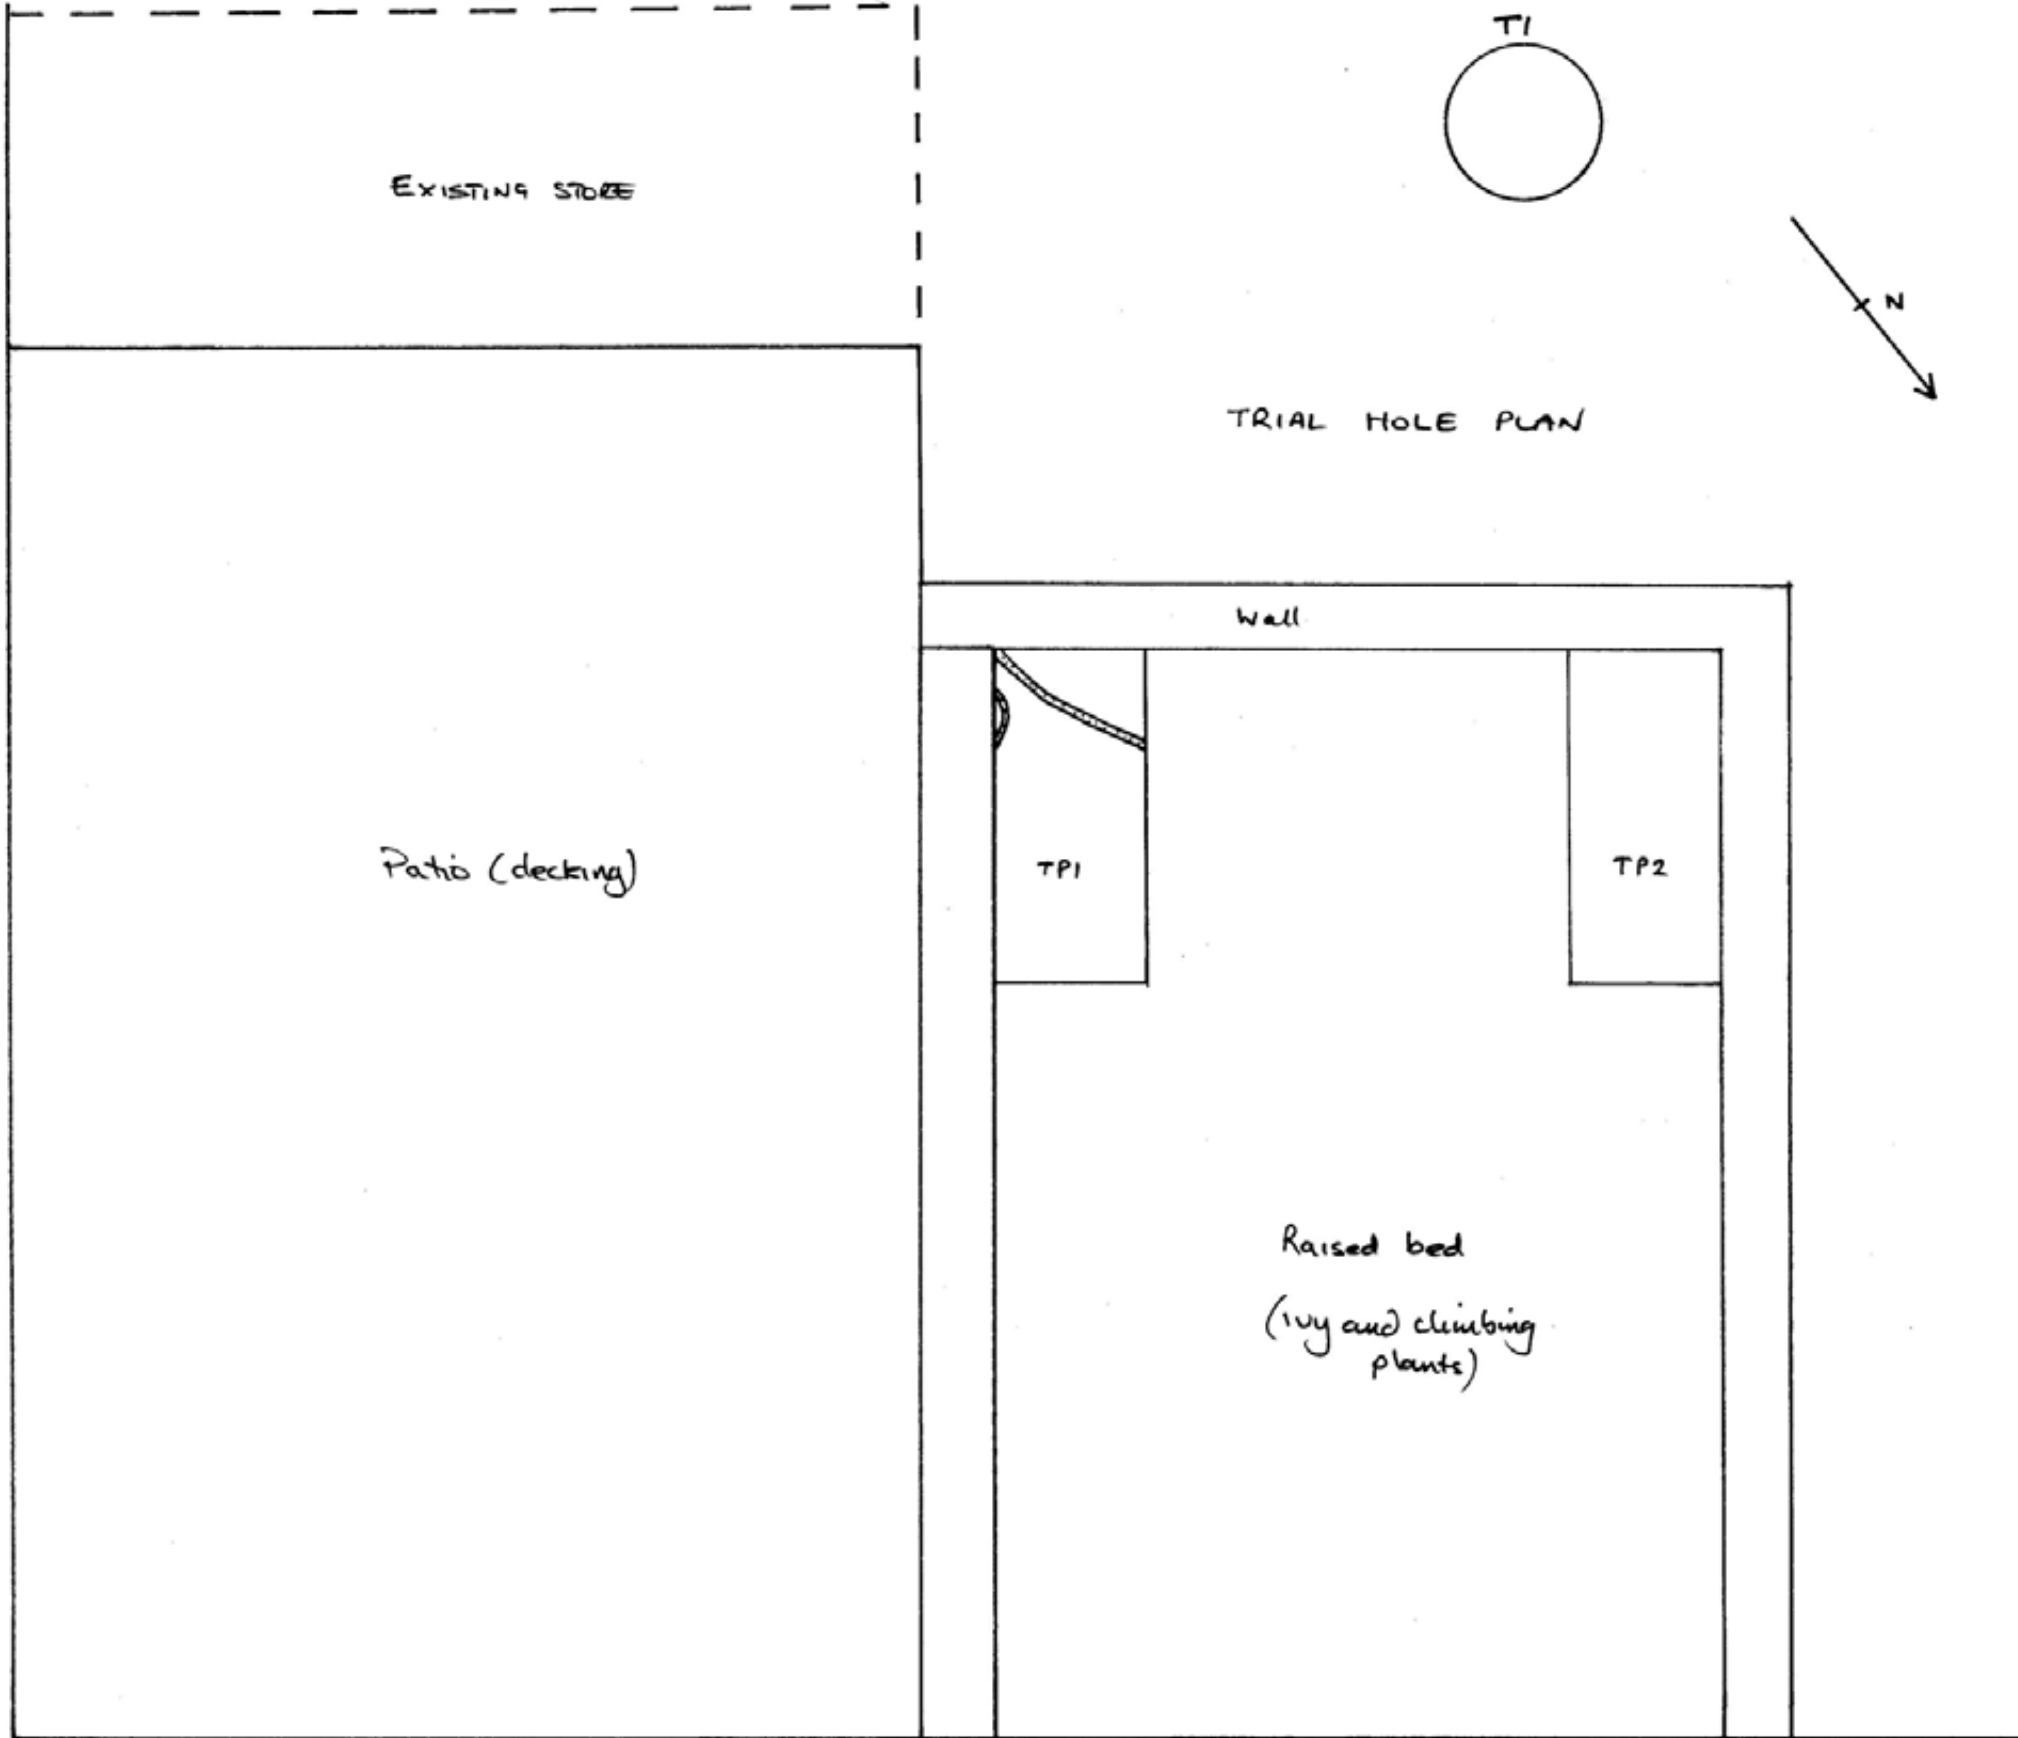 T1
EXISTING STORE
N
TRIAL HOLE PLAN
Wall
Patio (decking)
TP1
TP2
Raised bed
(ivy and climbing
plants)